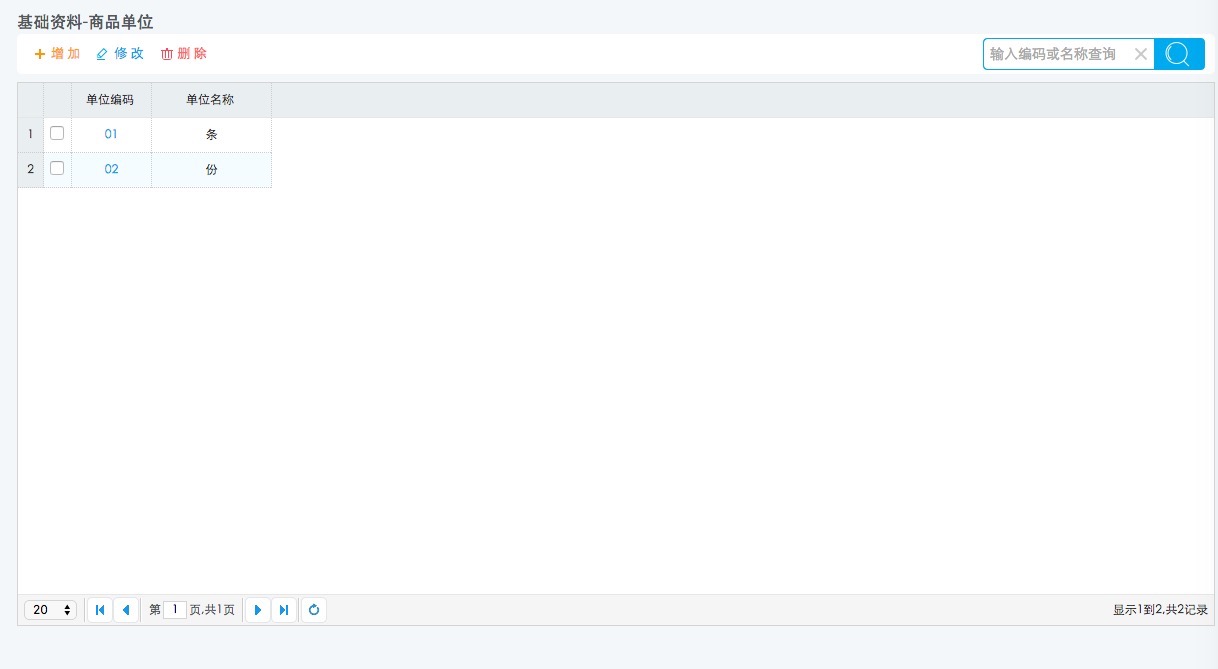 基础资料-商品单位
增加 修改 删除 输入编码或名称查询
单位编码 单位名称
1 01 条
2 02 份
20 第 1 页,共1页 显示1到2,共2记录